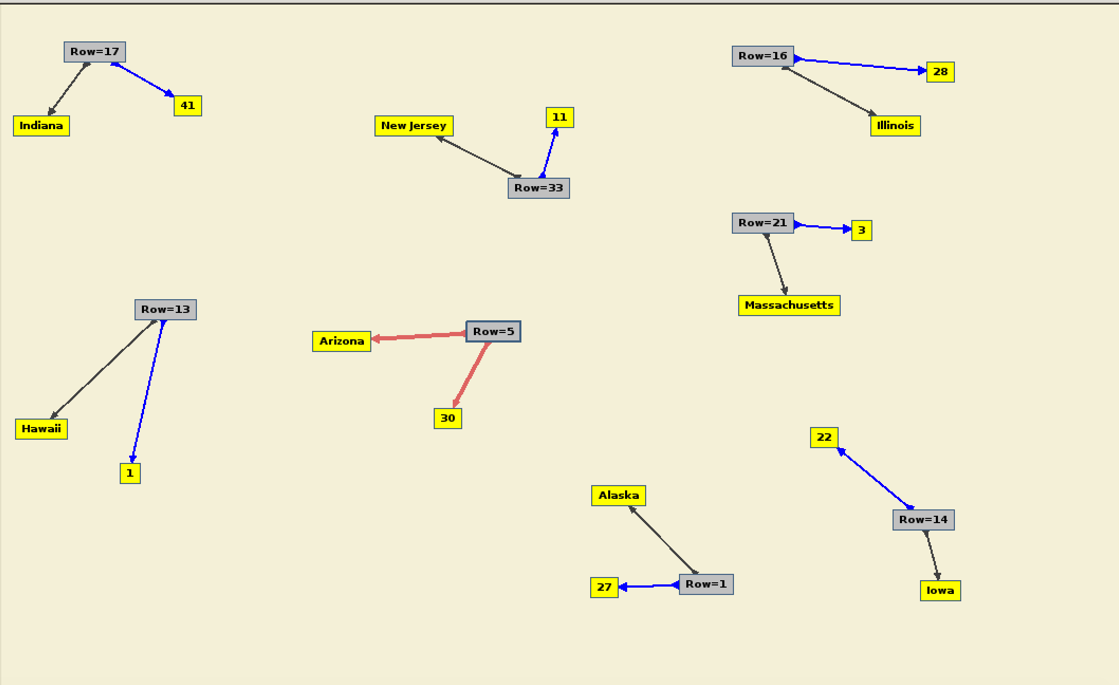 Row=17
41
Indiana
New Jersey
11
Row=33
Row=16
28
Illinois
Row=21
3
Massachusetts
Row=13
Hawaii
1
Arizona
Row=5
30
Alaska
27
Row=1
22
Row=14
Iowa